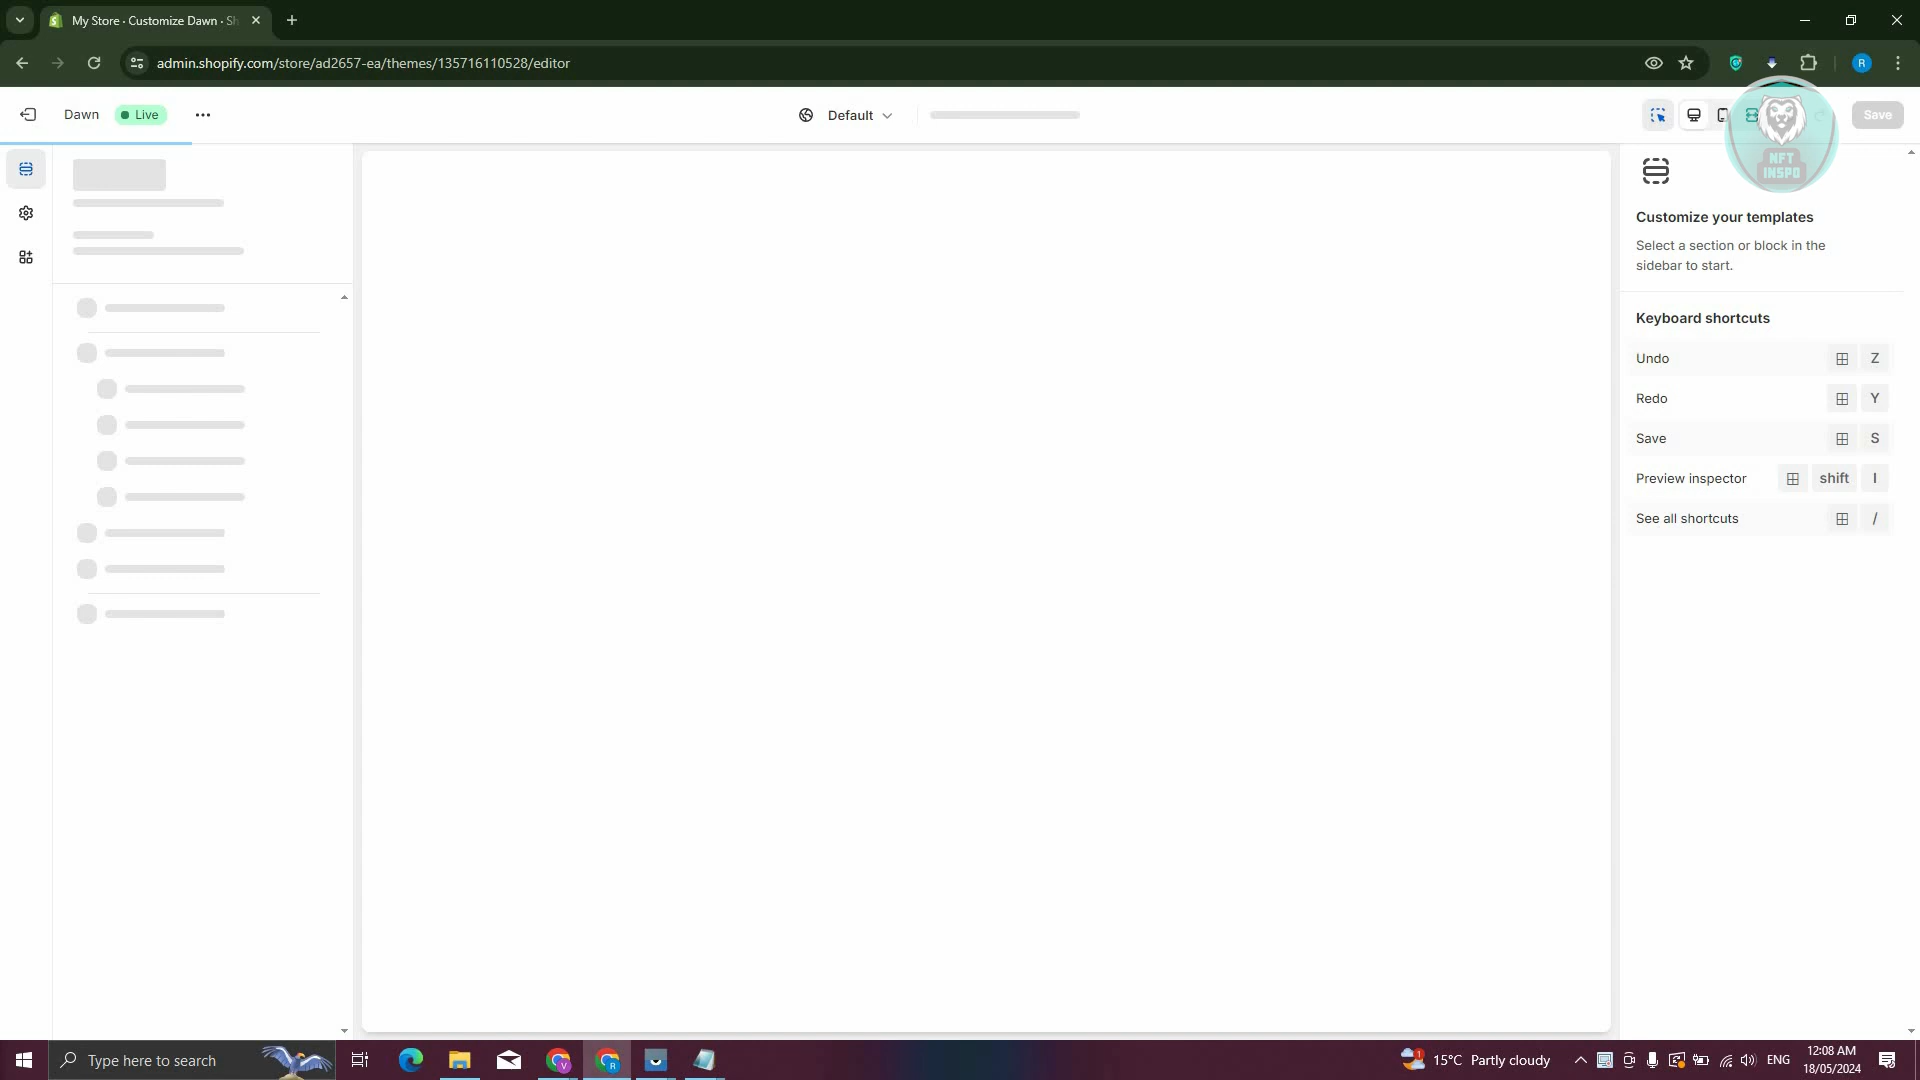 My Store · Customize Dawn · Sh
admin.shopify.com/store/ad2657-ea/themes/135716110528/editor
R
Dawn
Live
Default
Save
NFT
INSPO
Customize your templates
Select a section or block in the
sidebar to start.
Keyboard shortcuts
Undo Z
Redo Y
Save S
Preview inspector shift I
See all shortcuts /
Type here to search
V
R
1
15°C Partly cloudy
ENG
12:08 AM
18/05/2024